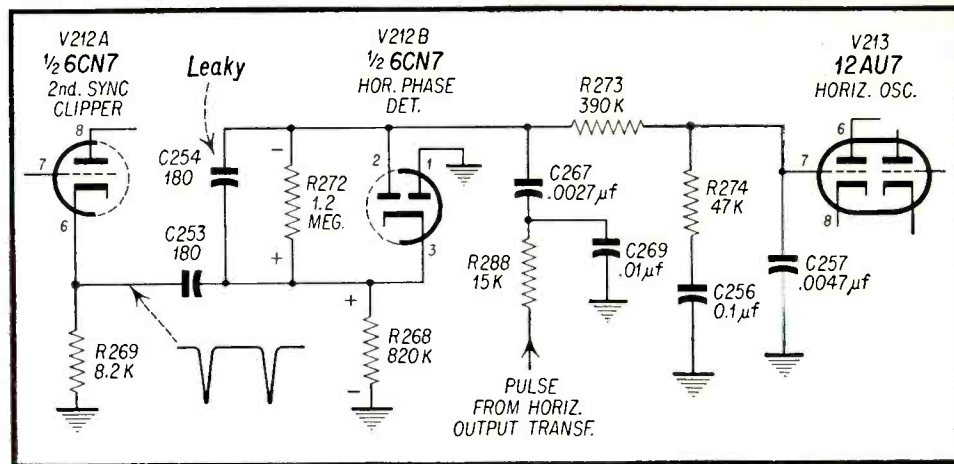 V212A
½ 6CN7
2nd. SYNC
CLIPPER
8
7
6
Leaky
C254
180
C253
180
R269
8.2 K
V212B
½ 6CN7
HOR. PHASE
DET.
2
1
3
−
R272
1.2
MEG.
+
+
R268
820 K
−
C267
.0027µf
R288
15 K
C269
.01µf
PULSE
FROM HORIZ.
OUTPUT TRANSF.
R273
390 K
R274
47K
C256
0.1µf
C257
.0047µf
V213
12AU7
HORIZ. OSC.
6
7
8